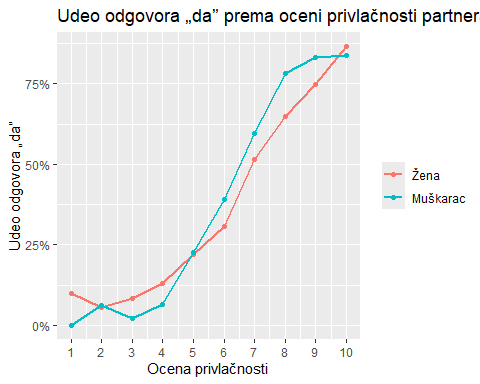 Udeo odgovora „da” prema oceni privlačnosti partner
Udeo odgovora „da”
75%
50%
25%
0%
1 2 3 4 5 6 7 8 9 10
Ocena privlačnosti
Žena
Muškarac